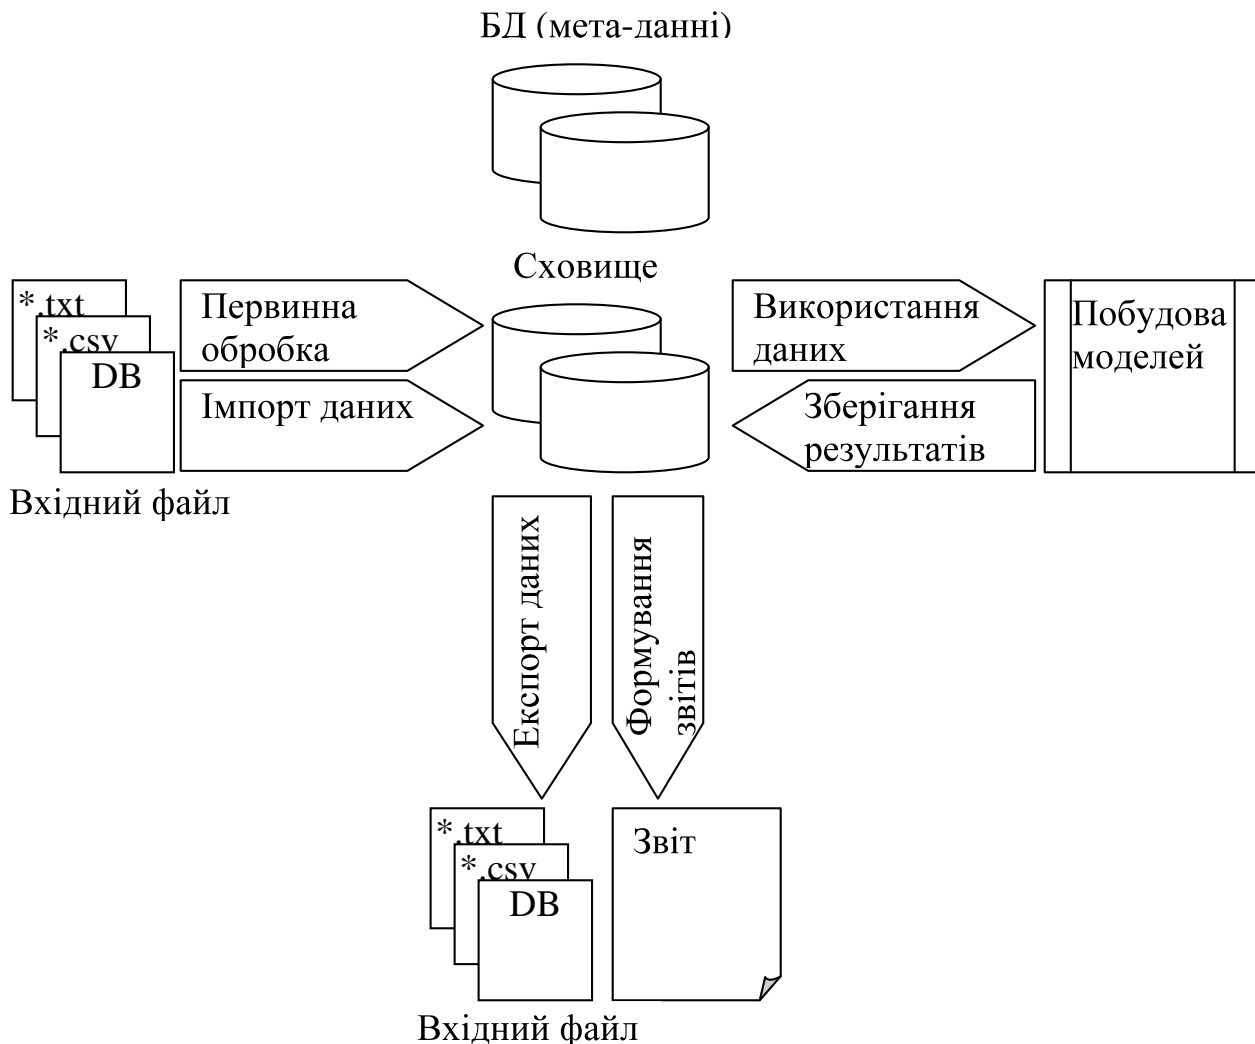 БД (мета-данні)
Сховище
*.txt
*.csv
DB
Вхідний файл
Первинна
обробка
Імпорт даних
Використання
даних
Зберігання
результатів
Побудова
моделей
Експорт даних
Формування
звітів
*.txt
*.csv
DB
Вхідний файл
Звіт